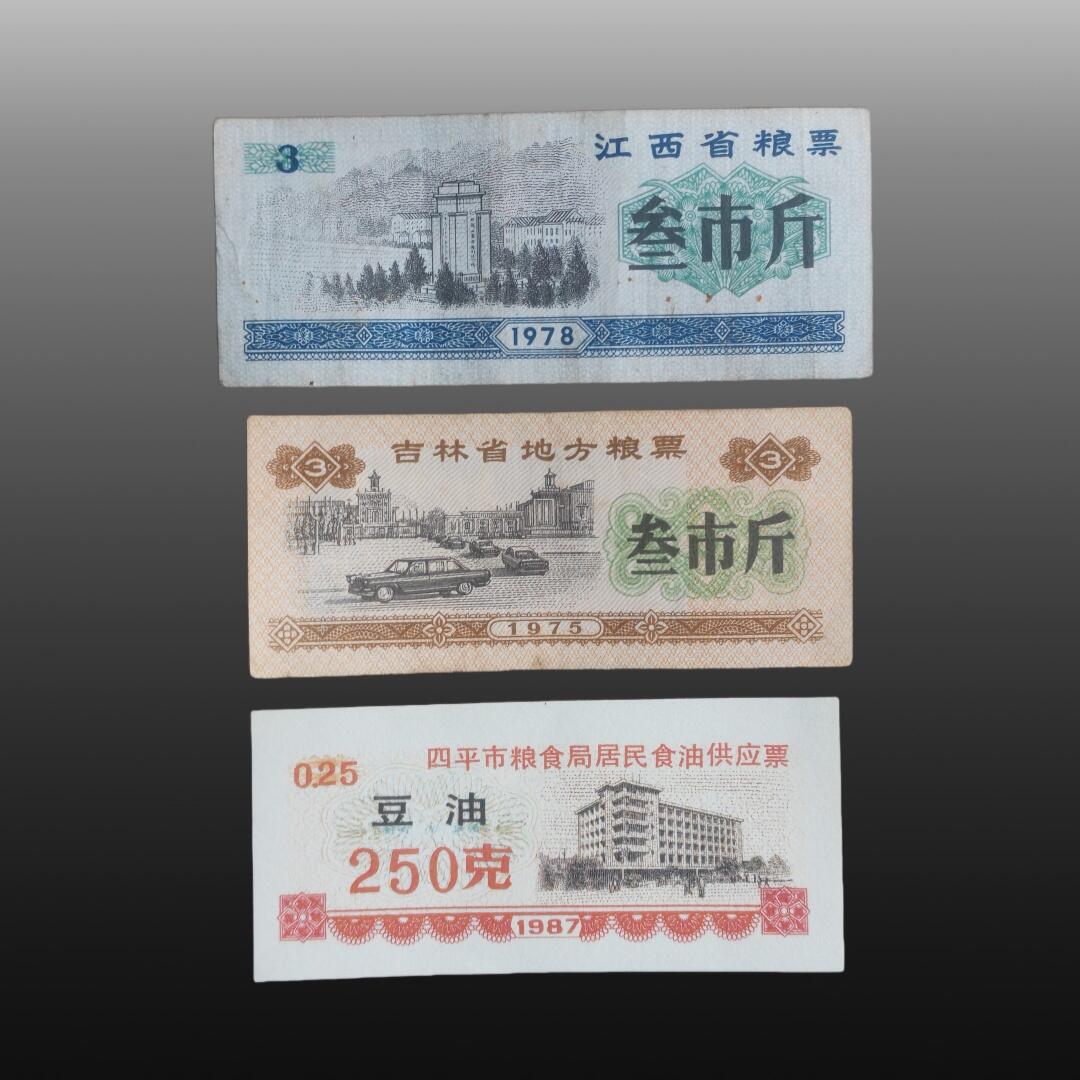 3
江西省粮票
叁市斤
1978
吉林省地方粮票
3
3
叁市斤
1975
四平市粮食局居民食油供应票
0.25
豆油
250克
1987